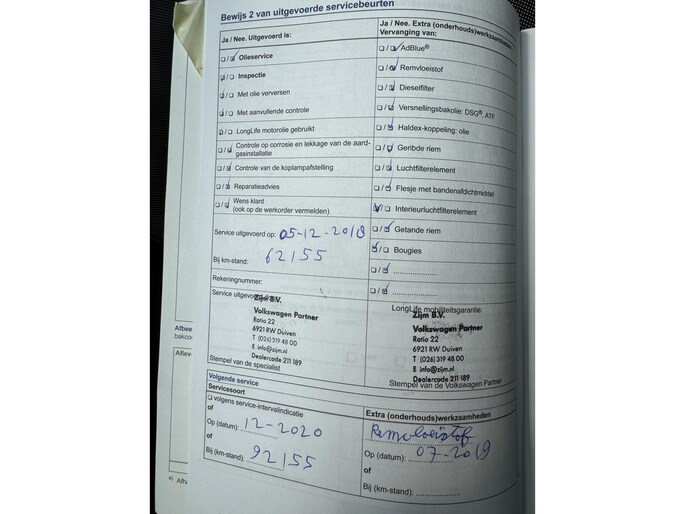 Bewijs 2 van uitgevoerde servicebeurten
Ja / Nee. Uitgevoerd is:
Oliesservice
Inspectie
Met olie verversen
Met aanvullende controle
LongLife motorolie gebruikt
Controle op corrosie en lekkage van de aard-
gasinstallatie
Controle van de koplampafstelling
Reparatieadvies
Wens klant
(ook op de werkorder vermelden)
Service uitgevoerd op: 05-12-2019
Bij km-stand: 62155
Rekeningnummer:
Service uitgevoerd
Zijm B.V.
Volkswagen Partner
Ratio 22
6921 RW Duiven
T (026) 319 48 00
E info@zijm.nl
Dealercode 211 189
Stempel van de specialist
Ja / Nee. Extra (onderhouds)werkzaamheden
Vervanging van:
AdBlue®
Remvloeistof
Dieselfilter
Versnellingsbakolie: DSG®, ATF
Haldex-koppeling: olie
Geribde riem
Luchtfilterelement
Flesje met bandenafdichtmiddel
Interieurluchtfilterelement
Getande riem
Bougies
LongLife mobiliteitsgarantie:
Zijm B.V.
Volkswagen Partner
Ratio 22
6921 RW Duiven
T (026) 319 48 00
E info@zijm.nl
Dealercode 211 189
Stempel van de Volkswagen Partner
Volgende service
Servicesoort
volgens service-intervalindicatie
of
Op (datum): 12-2020
of
Bij (km-stand): 92155
Extra (onderhouds)werkzaamheden
Remvloeistof
Op (datum): 07-2019
of
Bij (km-stand):